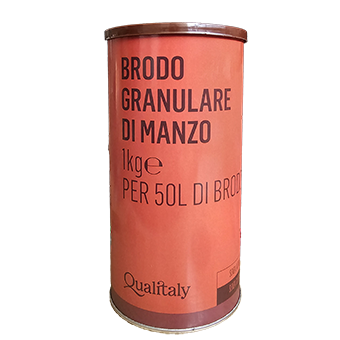 BRODO
GRANULARE
DI MANZO
1kg℮
PER 50L DI BROD
Qualitaly